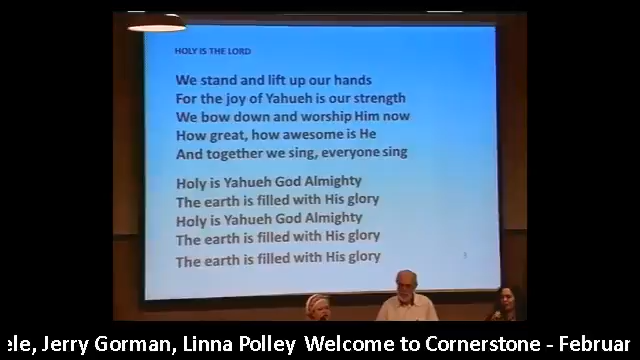 HOLY IS THE LORD
We stand and lift up our hands
For the joy of Yahueh is our strength
We bow down and worship Him now
How great, how awesome is He
And together we sing, everyone sing
Holy is Yahueh God Almighty
The earth is filled with His glory
Holy is Yahueh God Almighty
The earth is filled with His glory
The earth is filled with His glory
ele, Jerry Gorman, Linna Polley Welcome to Cornerstone - Februar